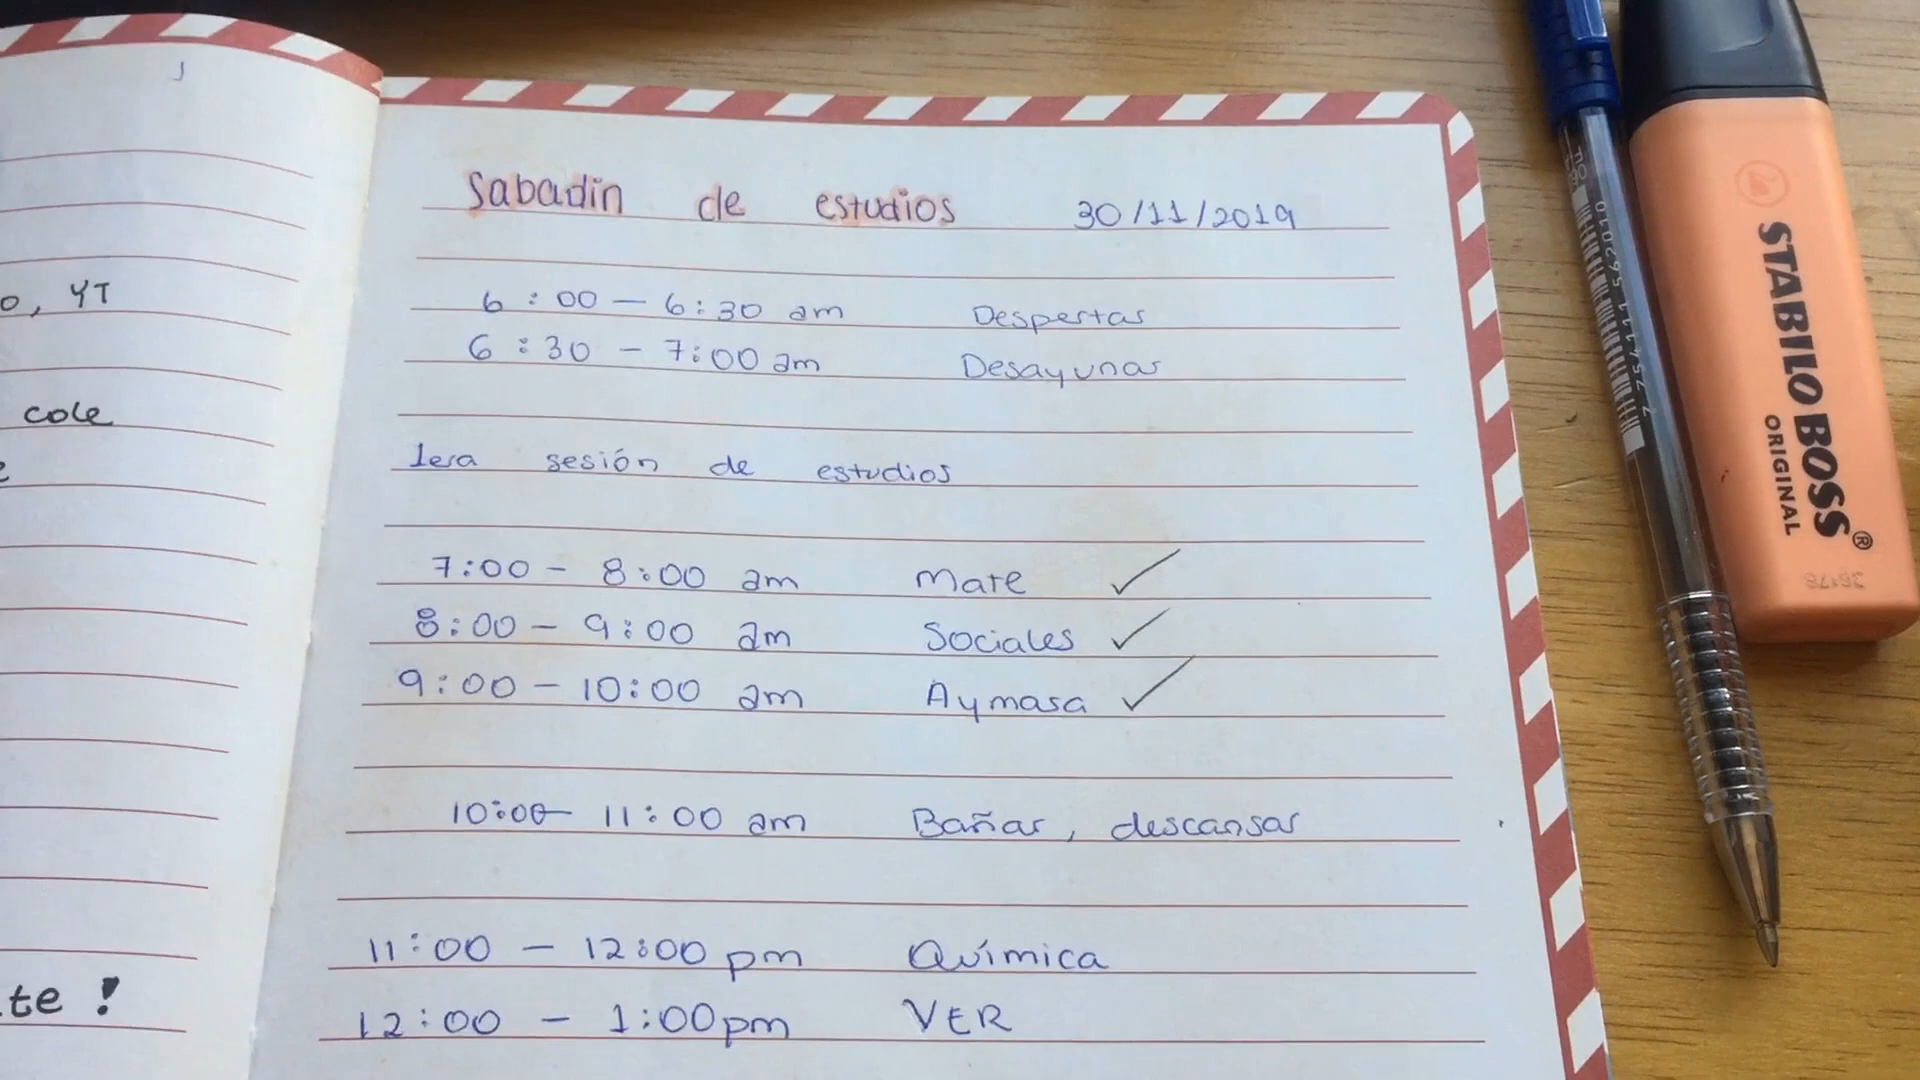 o, YT
cole
te !
Sabadin de estudios 30/11/2019
6:00 - 6:30 am Despertar
6:30 - 7:00 am Desayunar
1era sesión de estudios
7:00 - 8:00 am Mate ✓
8:00 - 9:00 am Sociales ✓
9:00 - 10:00 am Aymara ✓
10:00 - 11:00 am Bañar, descansar
11:00 - 12:00 pm Química
12:00 - 1:00 pm VER
STABILO BOSS®
ORIGINAL